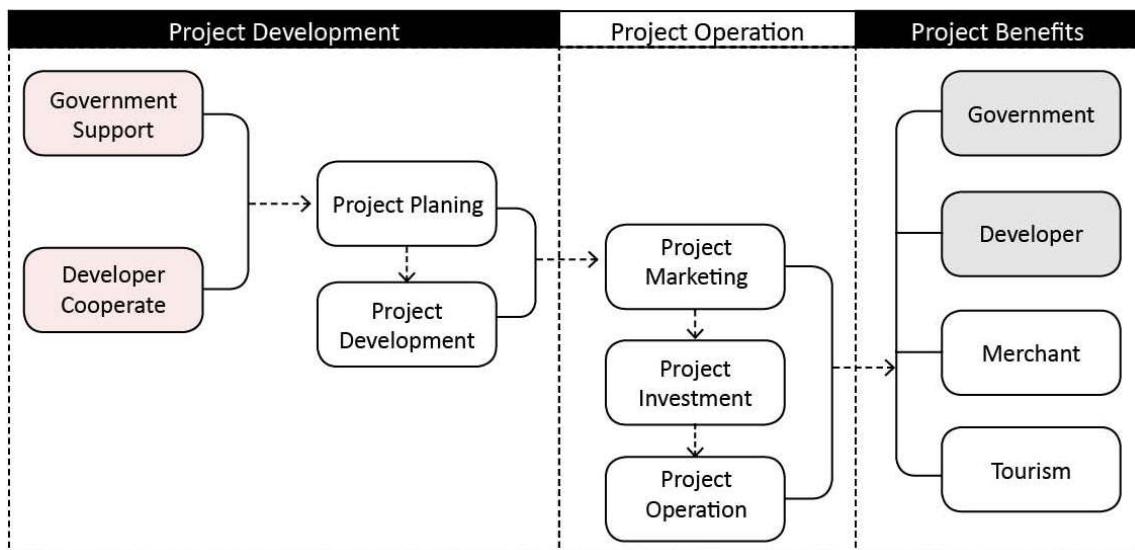 Project Development
Project Operation
Project Benefits
Government
Support
Developer
Cooperate
Project Planing
Project
Development
Project
Marketing
Project
Investment
Project
Operation
Government
Developer
Merchant
Tourism